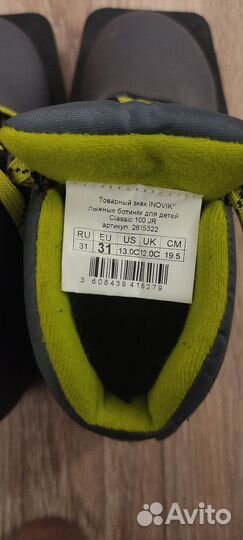 Товарный знак INOVIK*
лыжные ботинки для детей
Classic 100 JR
артикул: 2615322
RU EU US UK CM
31 31 13.0C 12.0C 19.5
3 608439 416279
Avito